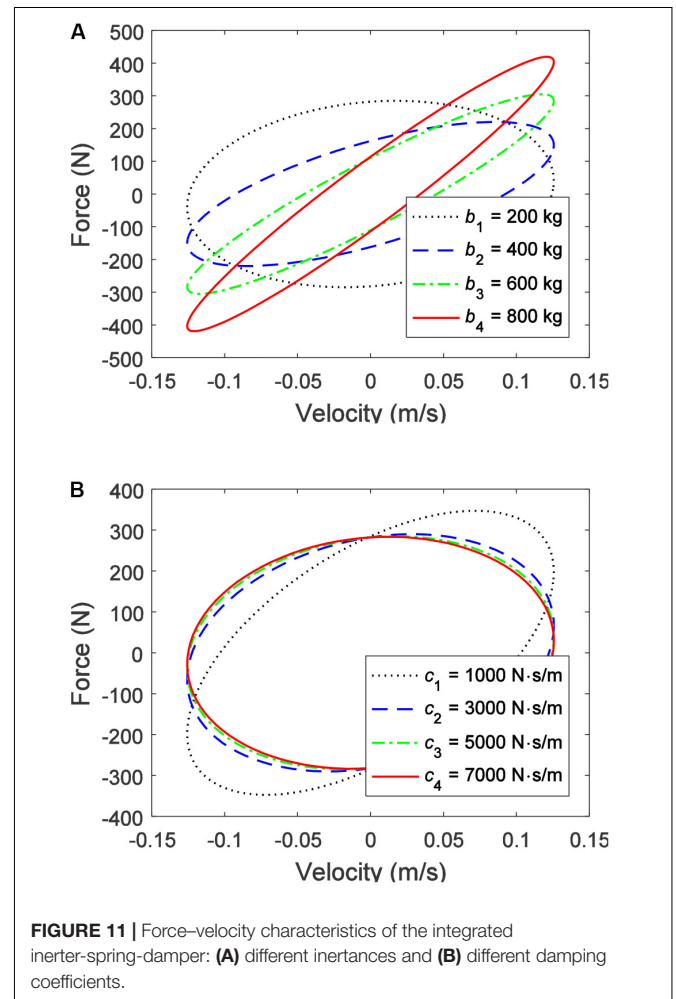 A
500
400
300
200
100
0
-100
-200
-300
-400
-500
Force (N)
-0.15 -0.1 -0.05 0 0.05 0.1 0.15
Velocity (m/s)
b1 = 200 kg
b2 = 400 kg
b3 = 600 kg
b4 = 800 kg
B
400
300
200
100
0
-100
-200
-300
-400
Force (N)
-0.15 -0.1 -0.05 0 0.05 0.1 0.15
Velocity (m/s)
c1 = 1000 N·s/m
c2 = 3000 N·s/m
c3 = 5000 N·s/m
c4 = 7000 N·s/m
FIGURE 11 | Force–velocity characteristics of the integrated
inerter-spring-damper: (A) different inertances and (B) different damping
coefficients.